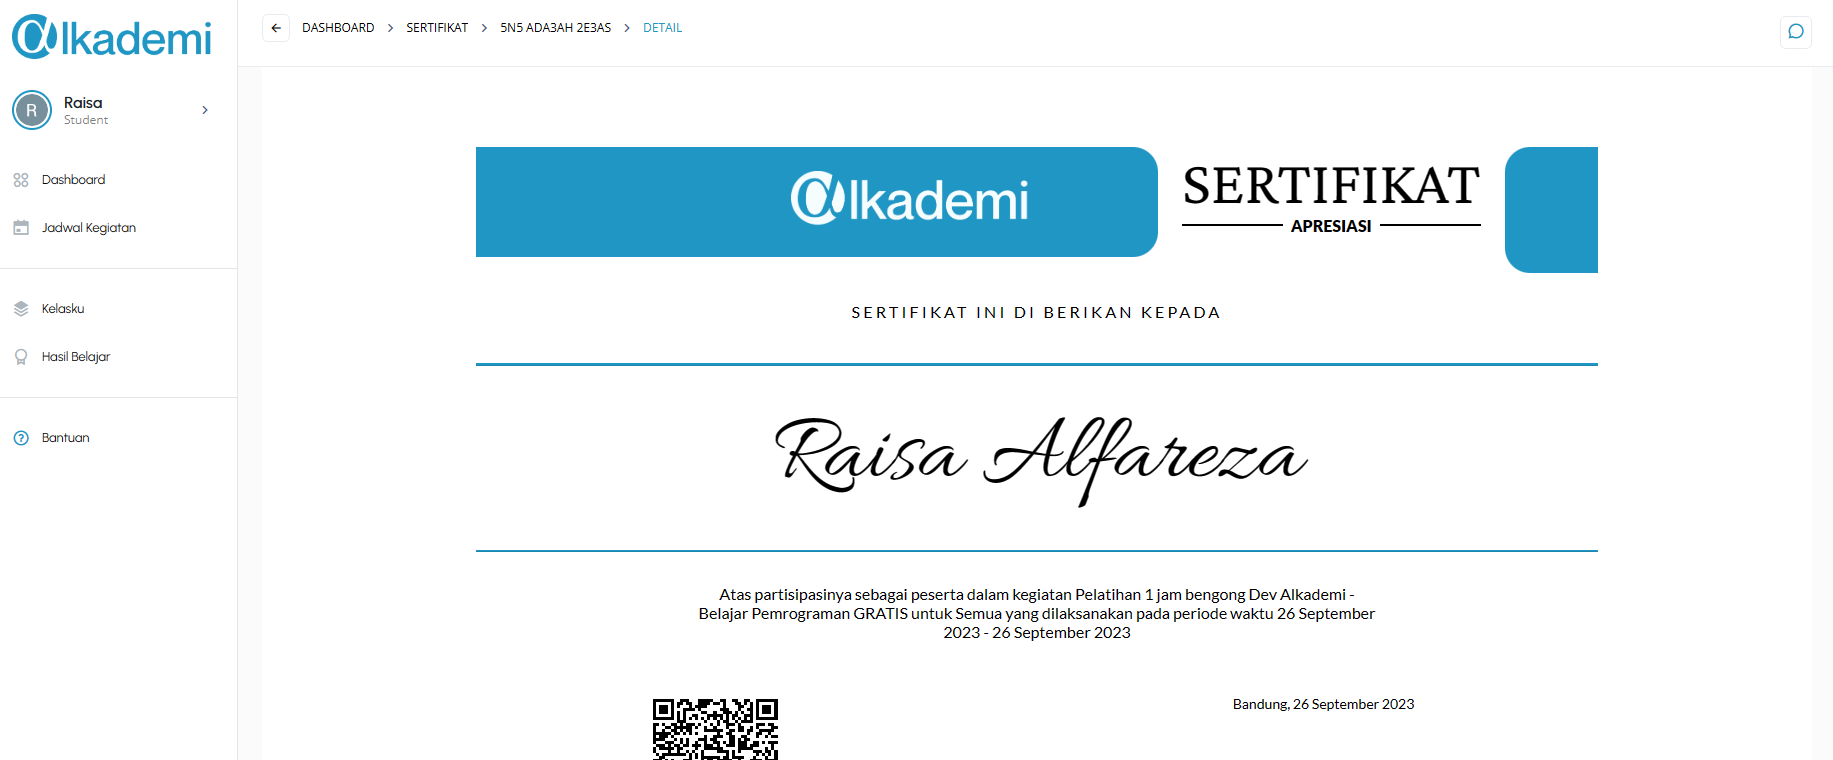 @lkademi
DASHBOARD > SERTIFIKAT > 5N5 ADA3AH 2E3AS > DETAIL
R
Raisa
Student
Dashboard
Jadwal Kegiatan
Kelasku
Hasil Belajar
Bantuan
@lkademi
SERTIFIKAT
APRESIASI
SERTIFIKAT INI DI BERIKAN KEPADA
Raisa Alfareza
Atas partisipasinya sebagai peserta dalam kegiatan Pelatihan 1 jam bengong Dev Alkademi -
Belajar Pemrograman GRATIS untuk Semua yang dilaksanakan pada periode waktu 26 September
2023 - 26 September 2023
Bandung, 26 September 2023